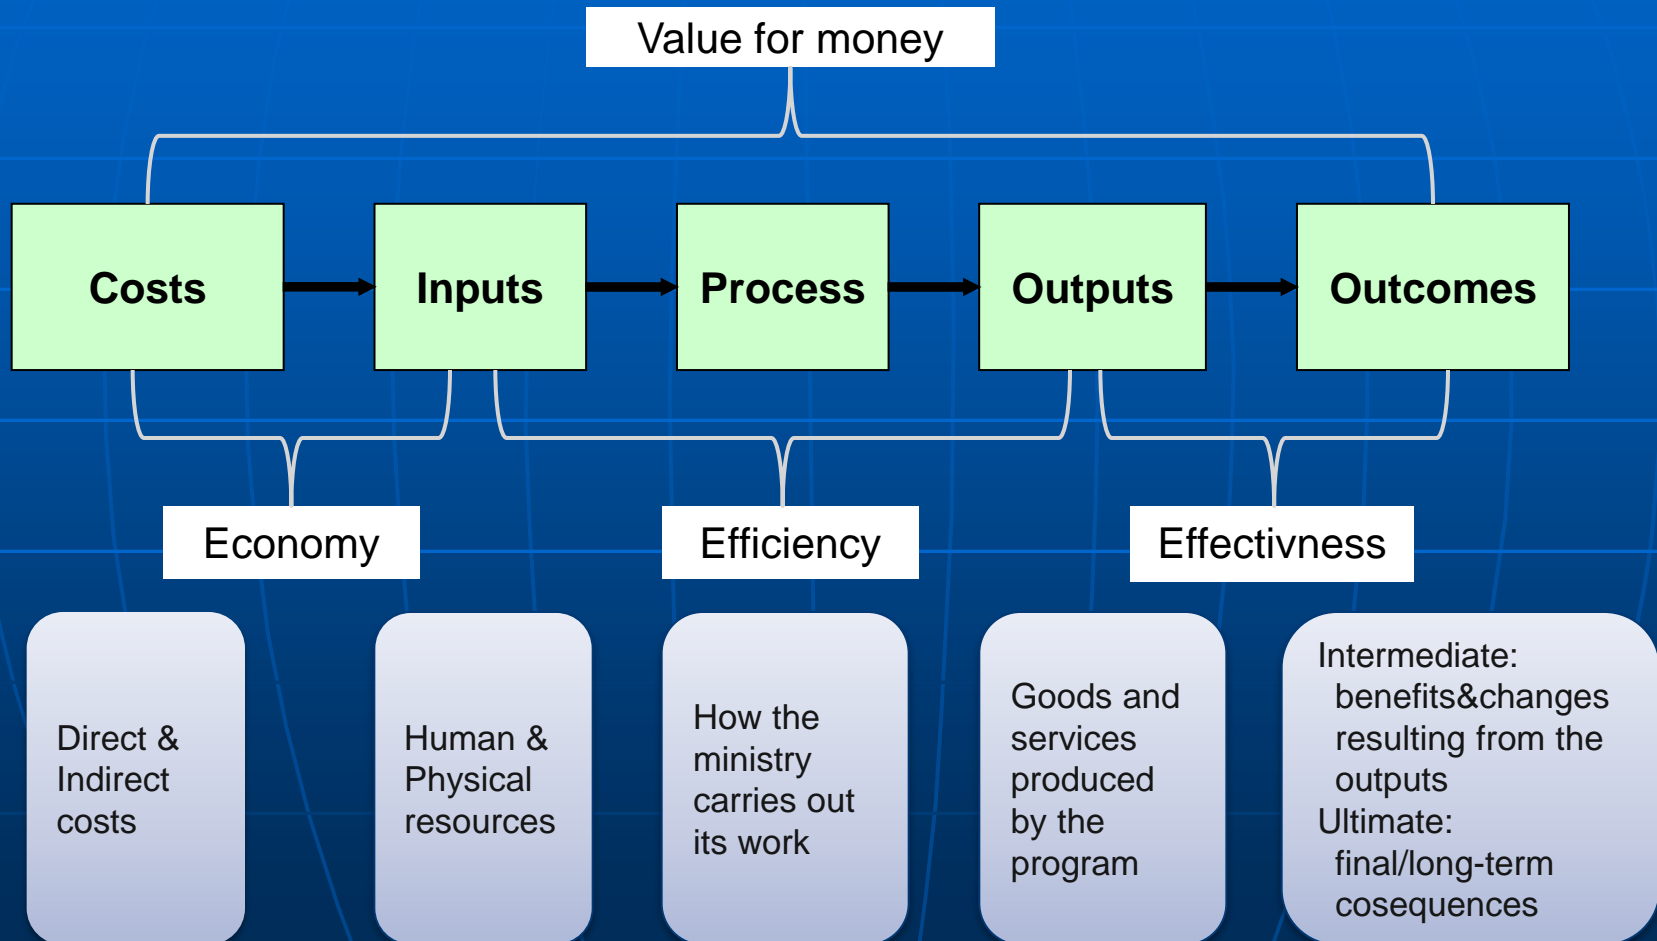 Value for money
Costs
Inputs
Process
Outputs
Outcomes
Economy
Efficiency
Effectivness
Direct &
Indirect
costs
Human &
Physical
resources
How the
ministry
carries out
its work
Goods and
services
produced
by the
program
Intermediate:
benefits&changes
resulting from the
outputs
Ultimate:
final/long-term
cosequences